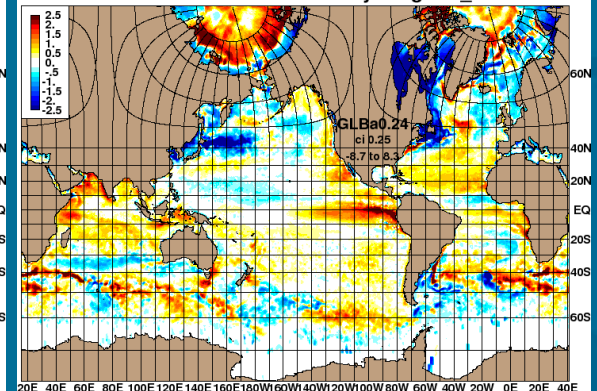 2.5
2.
1.5
1.
0.5
0.
-.5
-1.
-1.5
-2.
-2.5
GLBa0.24
ci 0.25
-8.7 to 8.3
N 60N
N 40N
N 20N
Q EQ
S 20S
S 40S
S 60S
20E 40E 60E 80E 100E 120E 140E 160E 180W 160W 140W 120W 100W 80W 60W 40W 20W 0E 20E 40E